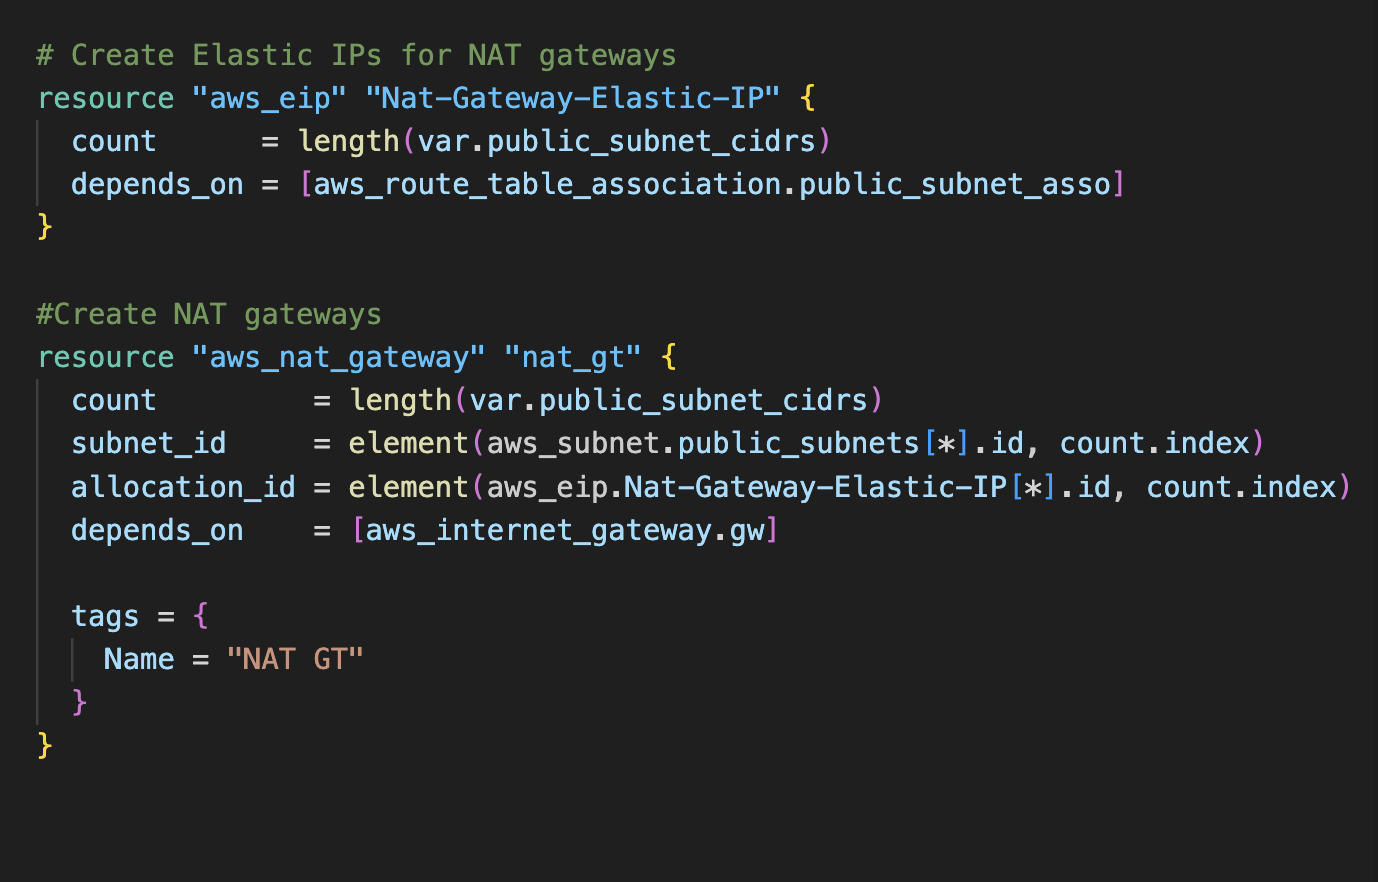 # Create Elastic IPs for NAT gateways
resource "aws_eip" "Nat-Gateway-Elastic-IP" {
  count      = length(var.public_subnet_cidrs)
  depends_on = [aws_route_table_association.public_subnet_asso]
}

#Create NAT gateways
resource "aws_nat_gateway" "nat_gt" {
  count         = length(var.public_subnet_cidrs)
  subnet_id     = element(aws_subnet.public_subnets[*].id, count.index)
  allocation_id = element(aws_eip.Nat-Gateway-Elastic-IP[*].id, count.index)
  depends_on    = [aws_internet_gateway.gw]

  tags = {
    Name = "NAT GT"
  }
}